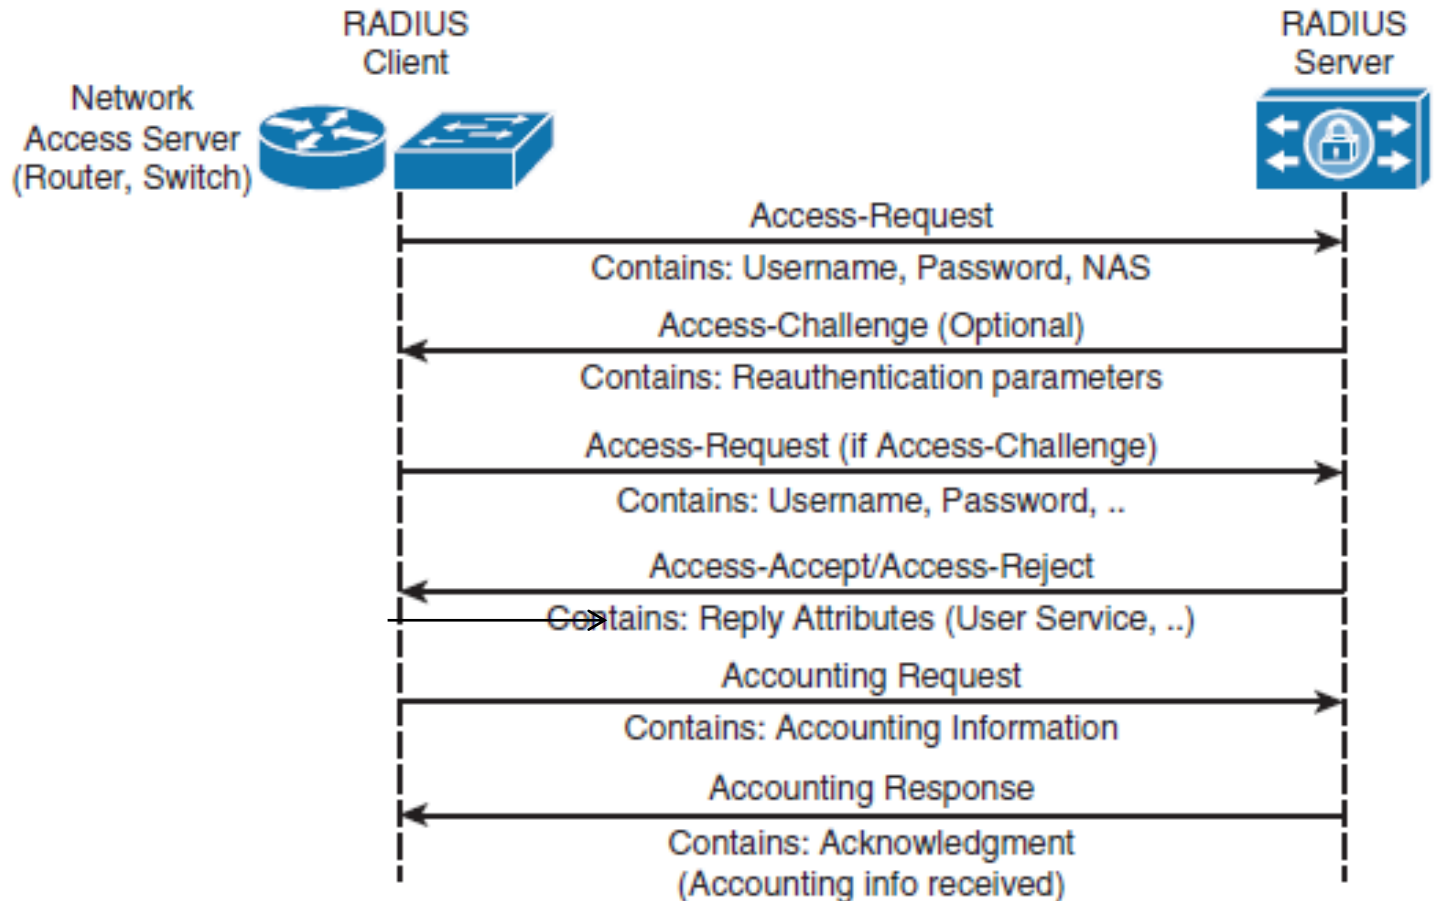 RADIUS
Client
RADIUS
Server
Network
Access Server
(Router, Switch)
Access-Request
Contains: Username, Password, NAS
Access-Challenge (Optional)
Contains: Reauthentication parameters
Access-Request (if Access-Challenge)
Contains: Username, Password, ..
Access-Accept/Access-Reject
Contains: Reply Attributes (User Service, ..)
Accounting Request
Contains: Accounting Information
Accounting Response
Contains: Acknowledgment
(Accounting info received)